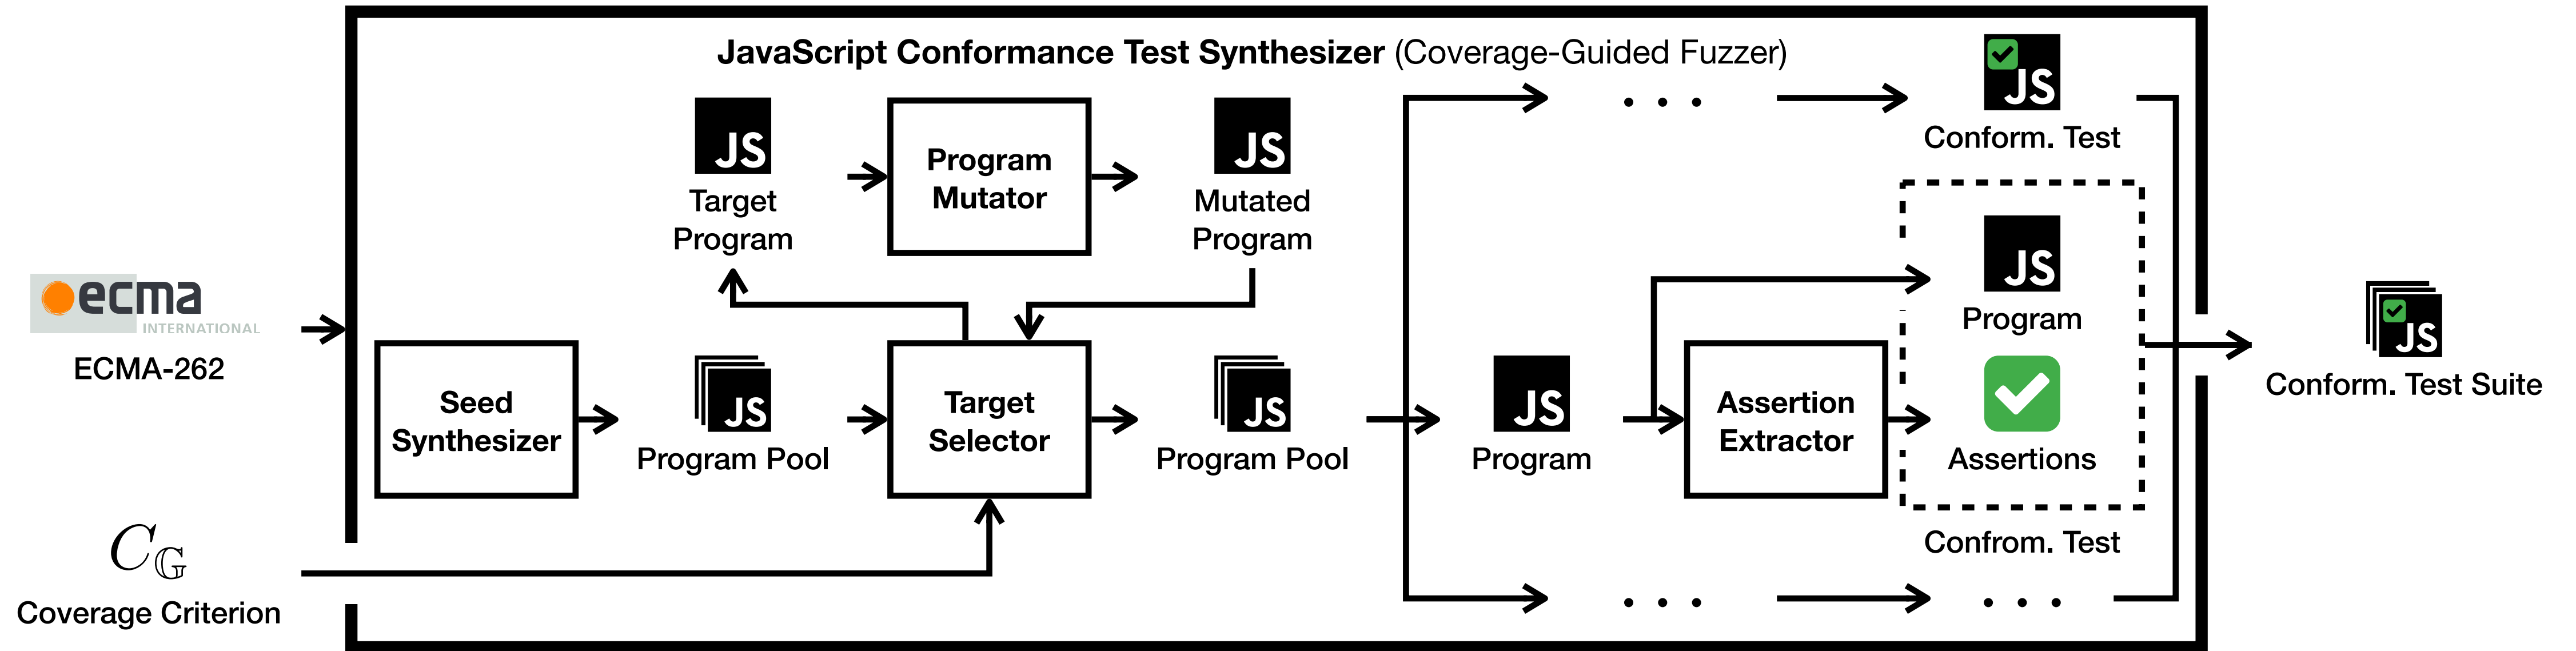 JavaScript Conformance Test Synthesizer (Coverage-Guided Fuzzer)
JS
Target
Program
Program
Mutator
JS
Mutated
Program
JS
Conform. Test
ecma
INTERNATIONAL
ECMA-262
Seed
Synthesizer
JS
Program Pool
Target
Selector
JS
Program Pool
JS
Program
Assertion
Extractor
JS
Program
Assertions
Confrom. Test
JS
Conform. Test Suite
C𝔾
Coverage Criterion
. . .
. . .
. . .